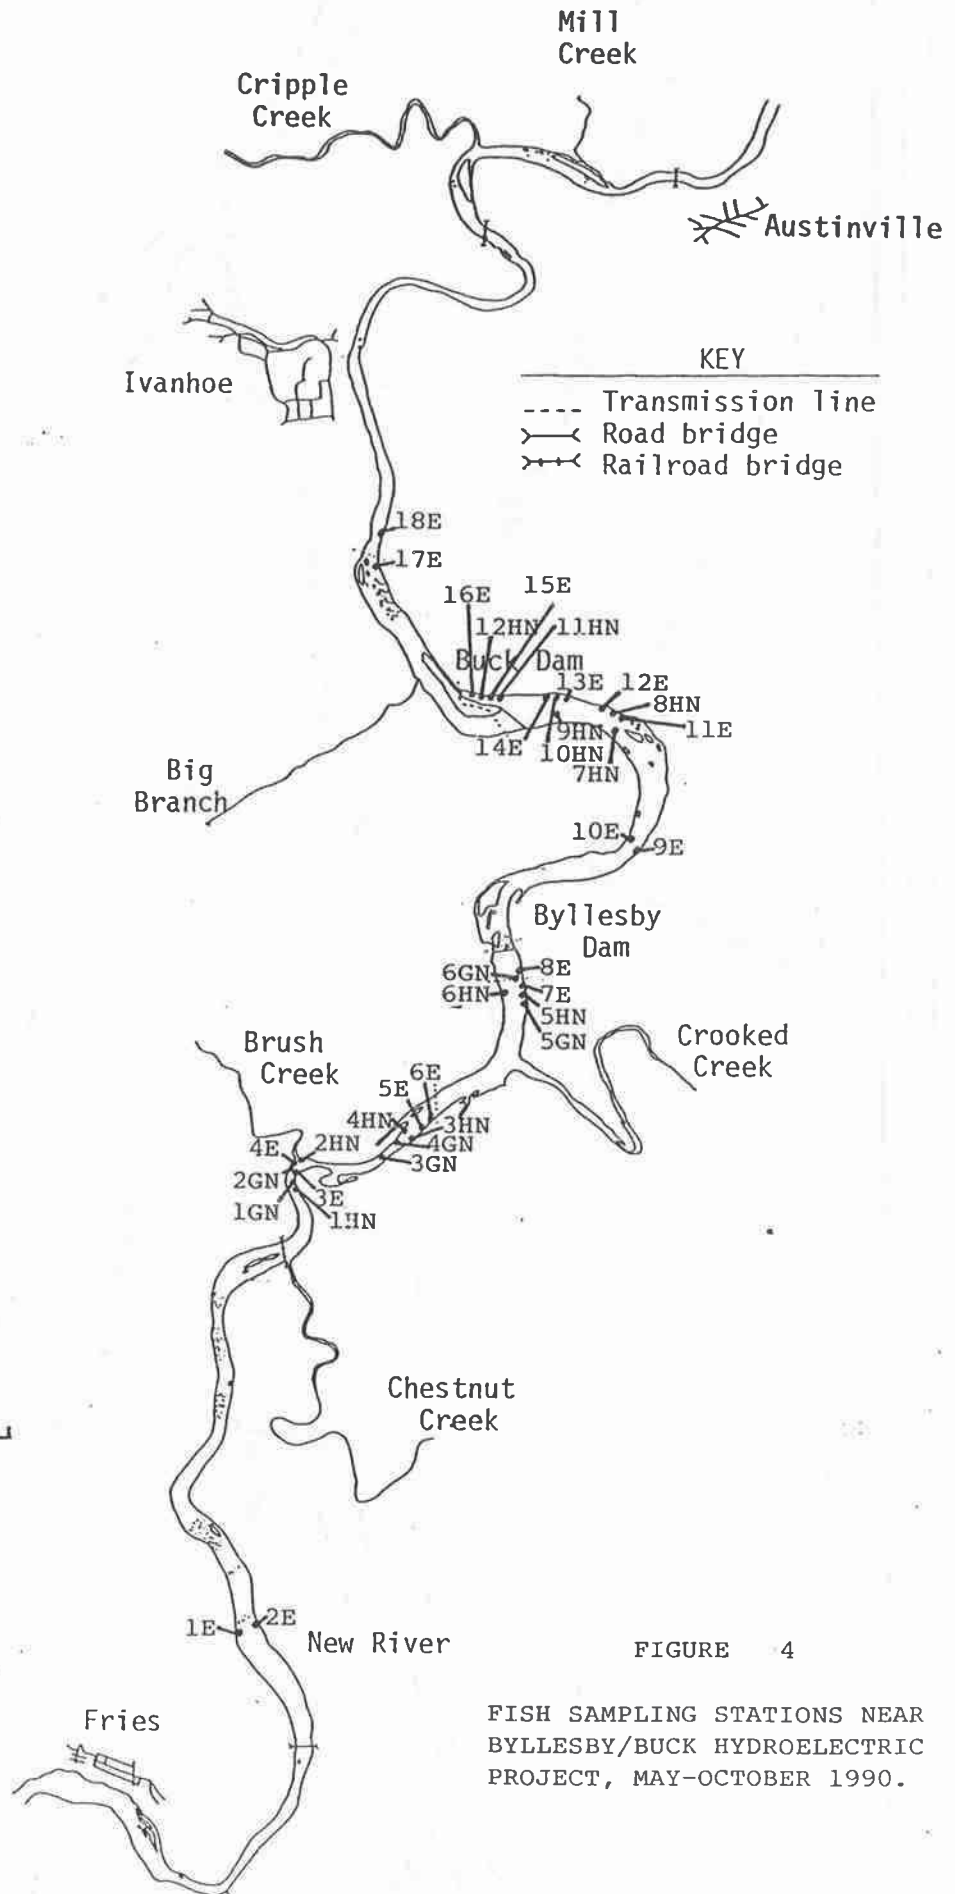 Mill
Creek
Cripple
Creek
Austinville
KEY
Transmission line
Road bridge
Railroad bridge
Ivanhoe
18E
17E
16E
15E
12HN
11HN
Buck Dam
13E
12E
8HN
11E
14E
9HN
10HN
7HN
Big
Branch
10E
9E
Byllesby
Dam
6GN
8E
6HN
7E
5HN
5GN
Brush
Creek
Crooked
Creek
6E
5E
4HN
3HN
4GN
3GN
4E
2HN
2GN
3E
1GN
1HN
Chestnut
Creek
1E
2E
New River
Fries
FIGURE 4
FISH SAMPLING STATIONS NEAR
BYLLESBY/BUCK HYDROELECTRIC
PROJECT, MAY-OCTOBER 1990.